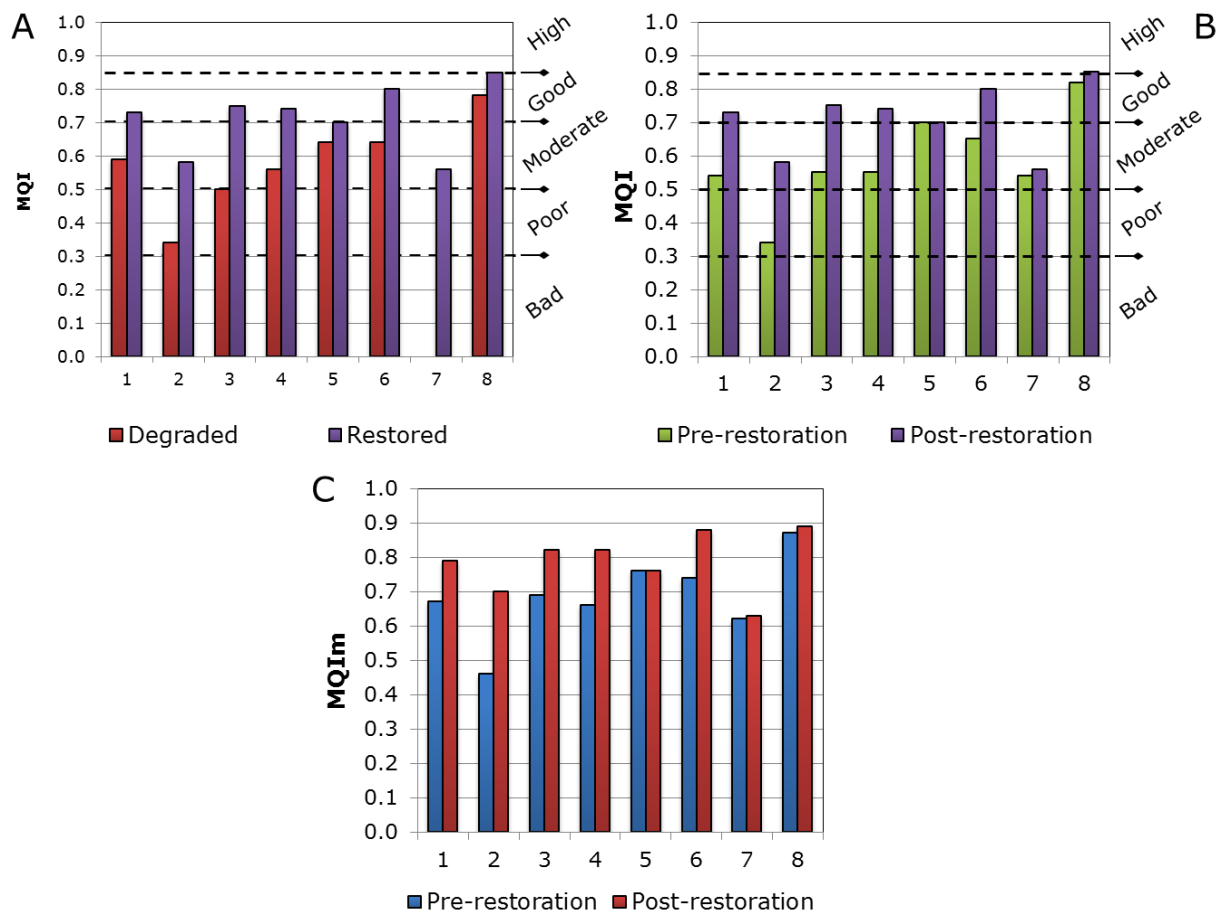 A
1.0
0.9
0.8
0.7
0.6
0.5
0.4
0.3
0.2
0.1
0.0
MQI
1 2 3 4 5 6 7 8
High
Good
Moderate
Poor
Bad
Degraded Restored
B
1.0
0.9
0.8
0.7
0.6
0.5
0.4
0.3
0.2
0.1
0.0
MQI
1 2 3 4 5 6 7 8
High
Good
Moderate
Poor
Bad
Pre-restoration Post-restoration
C
1.0
0.9
0.8
0.7
0.6
0.5
0.4
0.3
0.2
0.1
0.0
MQIm
1 2 3 4 5 6 7 8
Pre-restoration Post-restoration